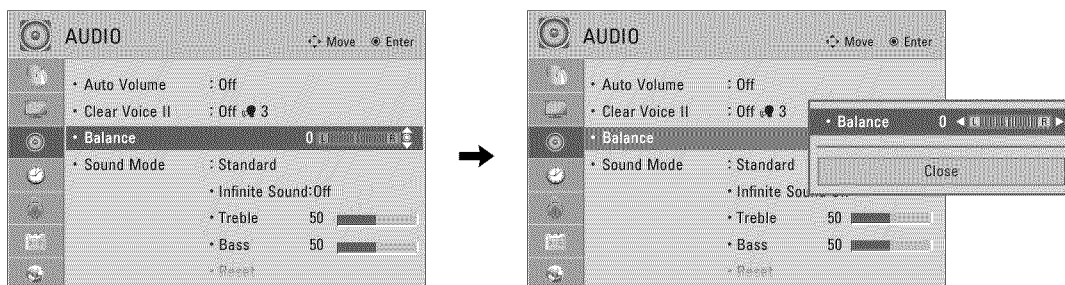 AUDIO
Move Enter
• Auto Volume : Off
• Clear Voice II : Off 3
• Balance 0 L R
• Sound Mode : Standard
• Infinite Sound:Off
• Treble 50
• Bass 50
• Reset
AUDIO
Move Enter
• Auto Volume : Off
• Clear Voice II : Off 3
• Balance
• Sound Mode : Standard
• Infinite Sound:Off
• Treble 50
• Bass 50
• Reset
• Balance 0 L R
Close